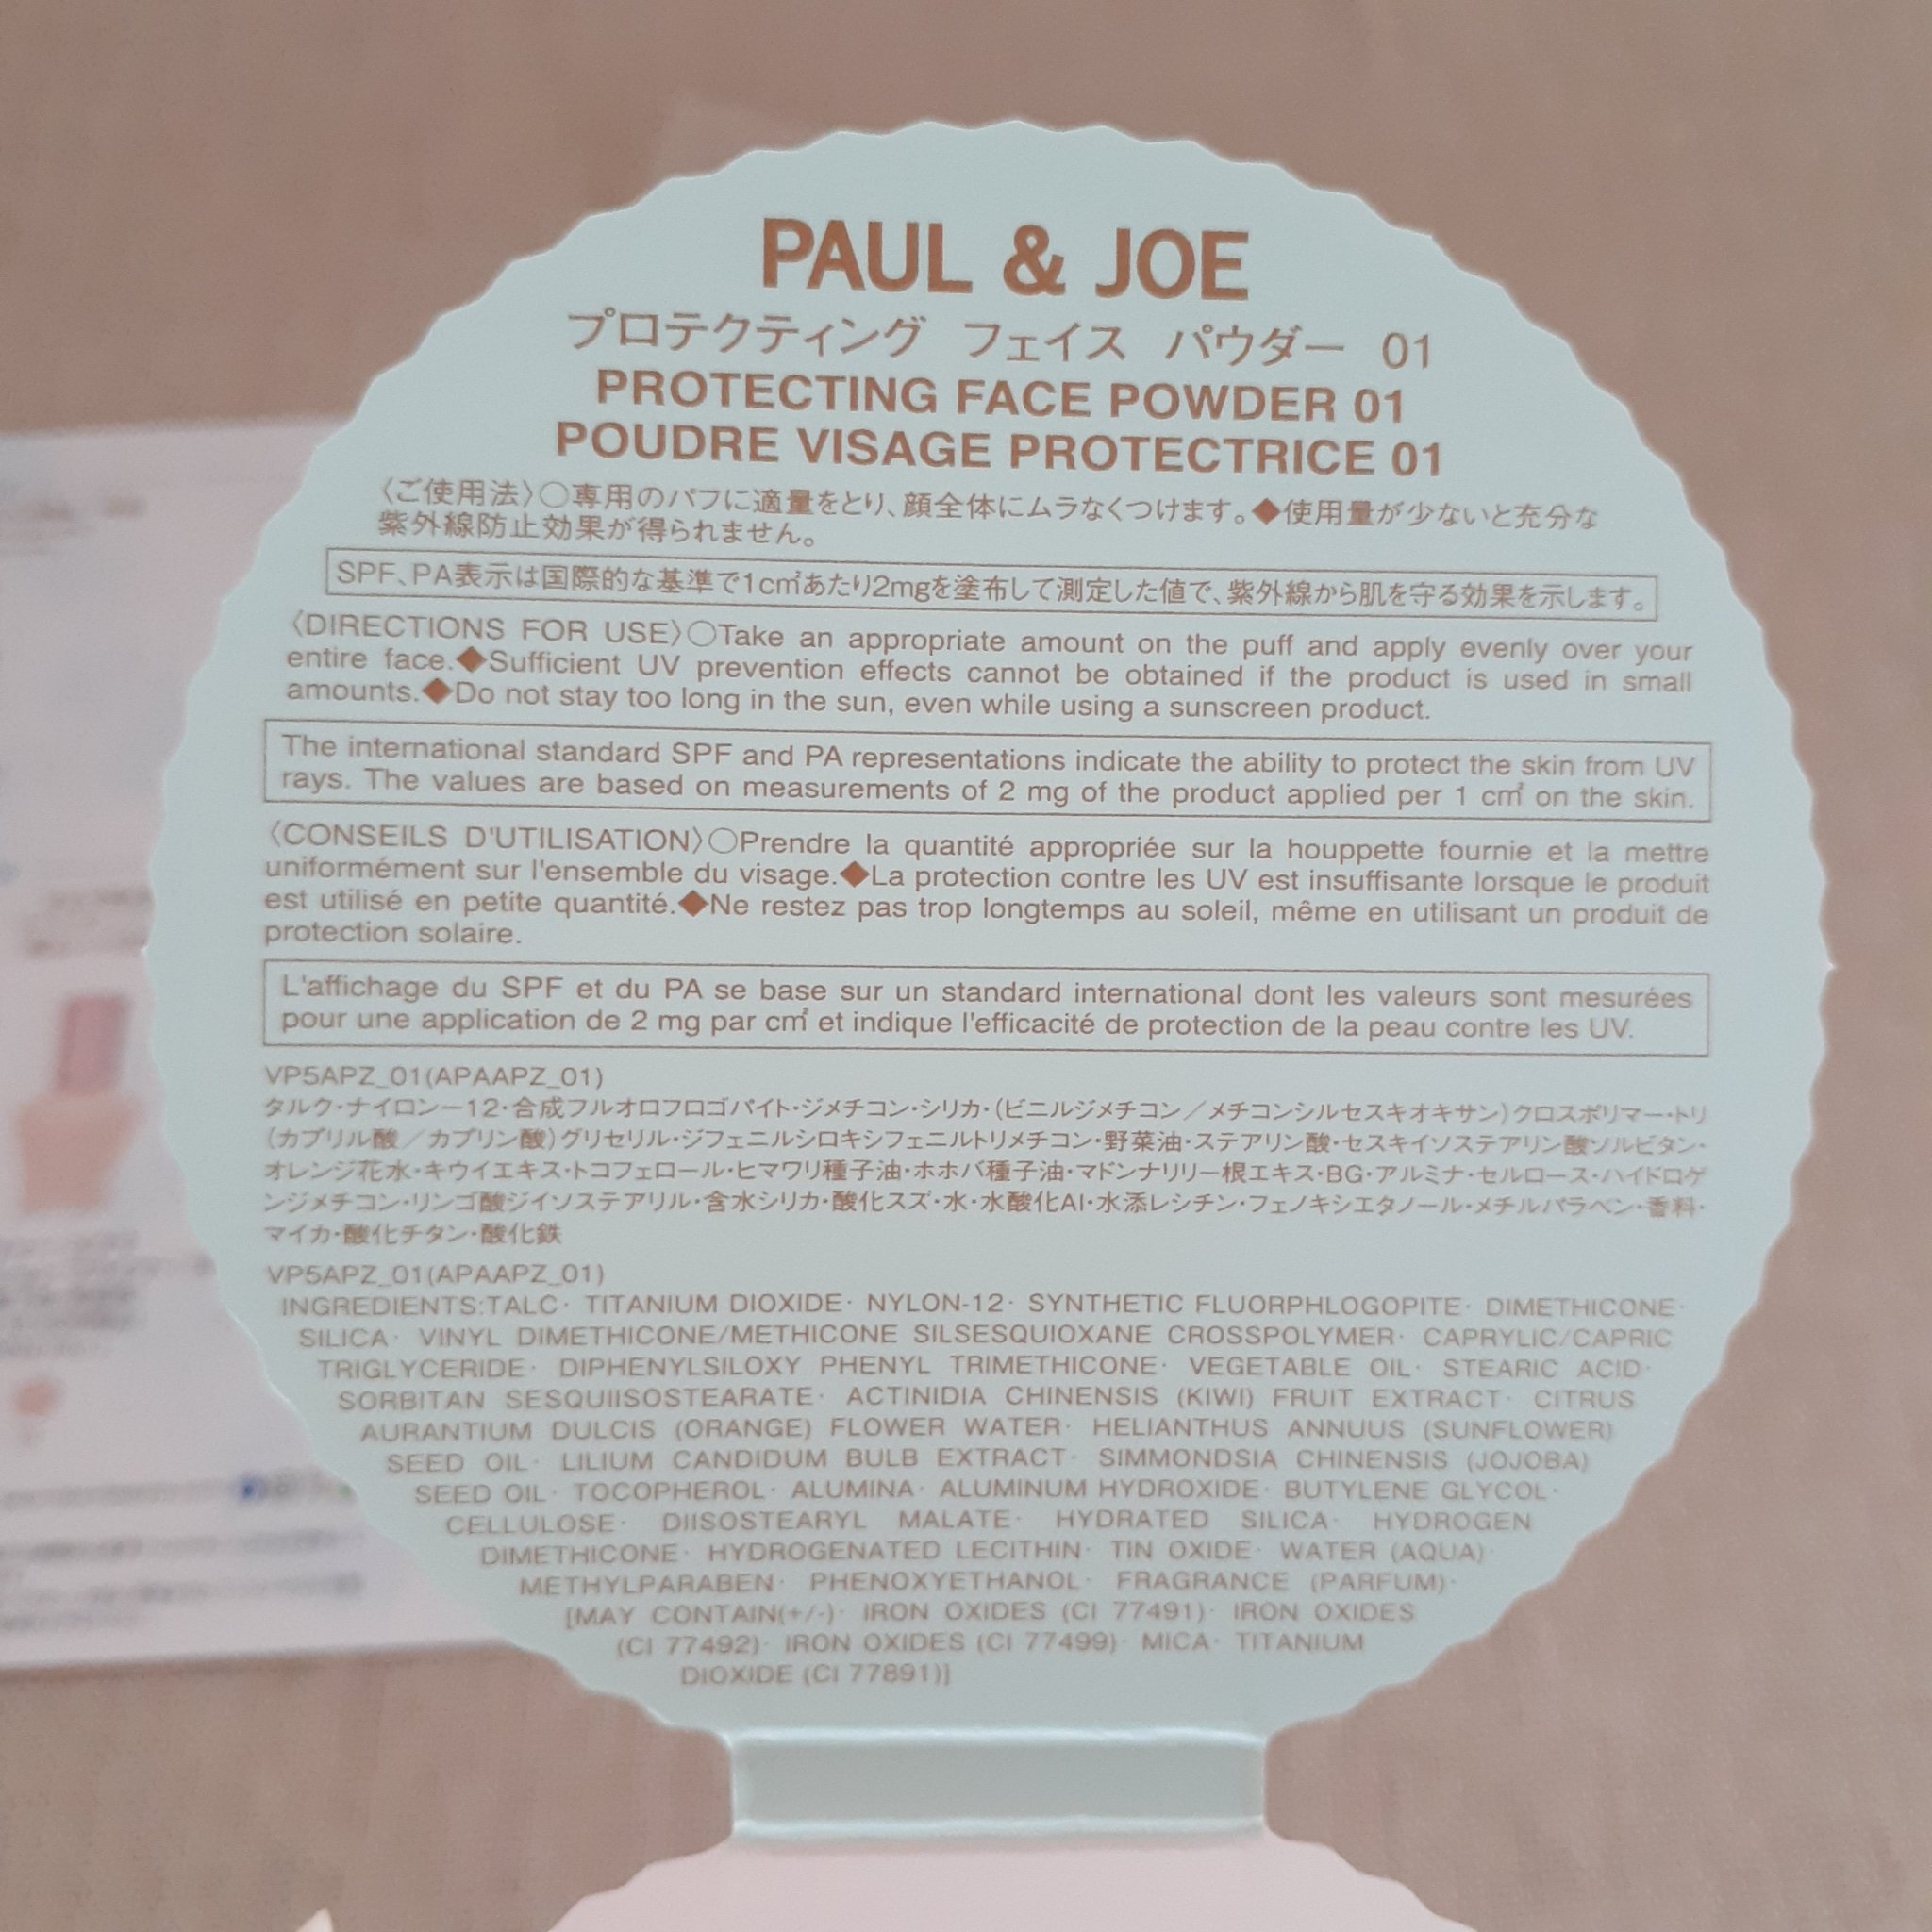 PAUL & JOE
プロテクティング フェイス パウダー 01
PROTECTING FACE POWDER 01
POUDRE VISAGE PROTECTRICE 01
〈ご使用法〉○専用のパフに適量をとり、顔全体にムラなくつけます。◆使用量が少ないと充分な
紫外線防止効果が得られません。
SPF、PA表示は国際的な基準で1c㎡あたり2mgを塗布して測定した値で、紫外線から肌を守る効果を示します。
〈DIRECTIONS FOR USE〉○Take an appropriate amount on the puff and apply evenly over your
entire face.◆Sufficient UV prevention effects cannot be obtained if the product is used in small
amounts.◆Do not stay too long in the sun, even while using a sunscreen product.
The international standard SPF and PA representations indicate the ability to protect the skin from UV
rays. The values are based on measurements of 2 mg of the product applied per 1 c㎡ on the skin.
〈CONSEILS D'UTILISATION〉○Prendre la quantité appropriée sur la houppette fournie et la mettre
uniformément sur l'ensemble du visage.◆La protection contre les UV est insuffisante lorsque le produit
est utilisé en petite quantité.◆Ne restez pas trop longtemps au soleil, même en utilisant un produit de
protection solaire.
L'affichage du SPF et du PA se base sur un standard international dont les valeurs sont mesurées
pour une application de 2 mg par c㎡ et indique l'efficacité de protection de la peau contre les UV.
VP5APZ_01(APAAPZ_01)
タルク・ナイロンー12・合成フルオロフロゴパイト・ジメチコン・シリカ・(ビニルジメチコン／メチコンシルセスキオキサン)クロスポリマー・トリ
(カプリル酸／カプリン酸)グリセリル・ジフェニルシロキシフェニルトリメチコン・野菜油・ステアリン酸・セスキイソステアリン酸ソルビタン・
オレンジ花水・キウイエキス・トコフェロール・ヒマワリ種子油・ホホバ種子油・マドンナリリー根エキス・BG・アルミナ・セルロース・ハイドロゲ
ンジメチコン・リンゴ酸ジイソステアリル・含水シリカ・酸化スズ・水・水酸化Al・水添レシチン・フェノキシエタノール・メチルパラベン・香料・
マイカ・酸化チタン・酸化鉄
VP5APZ_01(APAAPZ_01)
INGREDIENTS:TALC· TITANIUM DIOXIDE· NYLON-12· SYNTHETIC FLUORPHLOGOPITE· DIMETHICONE·
SILICA· VINYL DIMETHICONE/METHICONE SILSESQUIOXANE CROSSPOLYMER· CAPRYLIC/CAPRIC
TRIGLYCERIDE· DIPHENYLSILOXY PHENYL TRIMETHICONE· VEGETABLE OIL· STEARIC ACID·
SORBITAN SESQUIISOSTEARATE· ACTINIDIA CHINENSIS (KIWI) FRUIT EXTRACT· CITRUS
AURANTIUM DULCIS (ORANGE) FLOWER WATER· HELIANTHUS ANNUUS (SUNFLOWER)
SEED OIL· LILIUM CANDIDUM BULB EXTRACT· SIMMONDSIA CHINENSIS (JOJOBA)
SEED OIL· TOCOPHEROL· ALUMINA· ALUMINUM HYDROXIDE· BUTYLENE GLYCOL·
CELLULOSE· DIISOSTEARYL MALATE· HYDRATED SILICA· HYDROGEN
DIMETHICONE· HYDROGENATED LECITHIN· TIN OXIDE· WATER (AQUA)·
METHYLPARABEN· PHENOXYETHANOL· FRAGRANCE (PARFUM)·
[MAY CONTAIN(+/-)· IRON OXIDES (CI 77491)· IRON OXIDES
(CI 77492)· IRON OXIDES (CI 77499)· MICA· TITANIUM
DIOXIDE (CI 77891)]